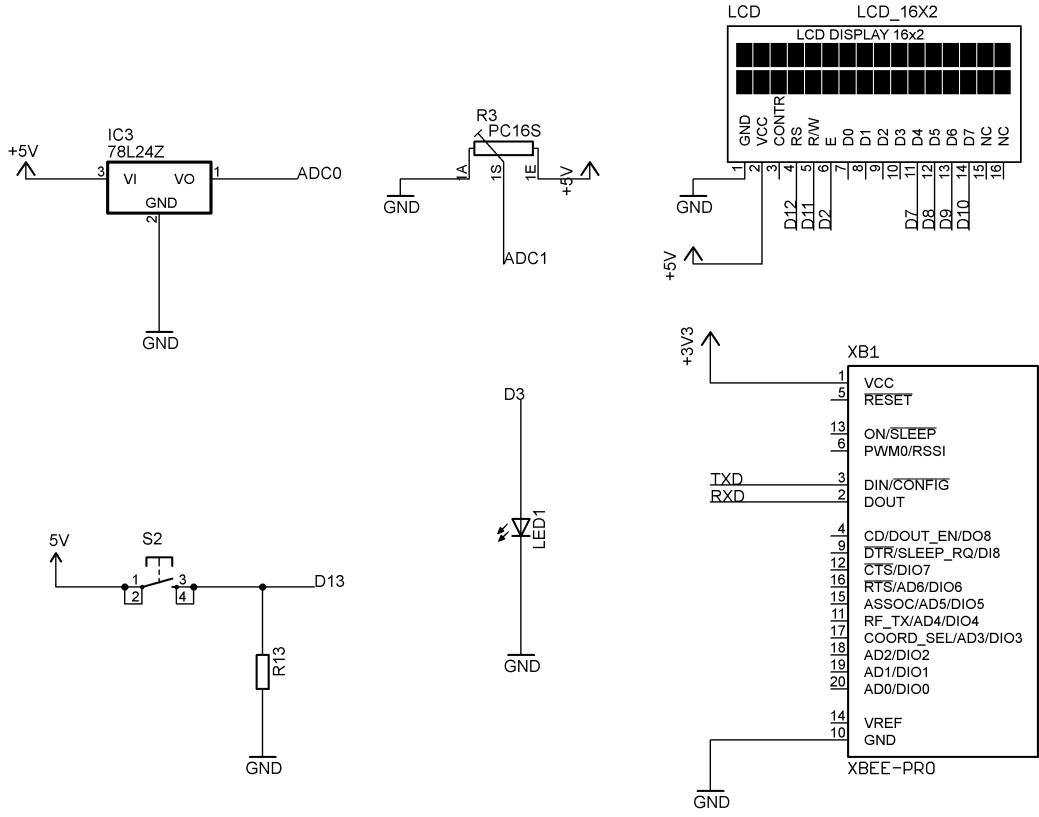 LCD LCD_16X2
LCD DISPLAY 16x2
GND VCC CONTR RS R/W E D0 D1 D2 D3 D4 D5 D6 D7 NC NC
1 2 3 4 5 6 7 8 9 10 11 12 13 14 15 16
D12 D11 D2 D7 D8 D9 D10
GND
+5V
IC3
78L24Z
+5V
3 VI VO 1 ADC0
GND
2
GND
R3
PC16S
1A 1S 1E
+5V
GND
ADC1
D3
LED1
GND
5V
S2
1 3
2 4
D13
R13
GND
+3V3
XB1
1 VCC
5 RESET
13 ON/SLEEP
6 PWM0/RSSI
TXD 3 DIN/CONFIG
RXD 2 DOUT
4 CD/DOUT_EN/DO8
9 DTR/SLEEP_RQ/DI8
12 CTS/DIO7
16 RTS/AD6/DIO6
15 ASSOC/AD5/DIO5
11 RF_TX/AD4/DIO4
17 COORD_SEL/AD3/DIO3
18 AD2/DIO2
19 AD1/DIO1
20 AD0/DIO0
14 VREF
10 GND
XBEE-PRO
GND